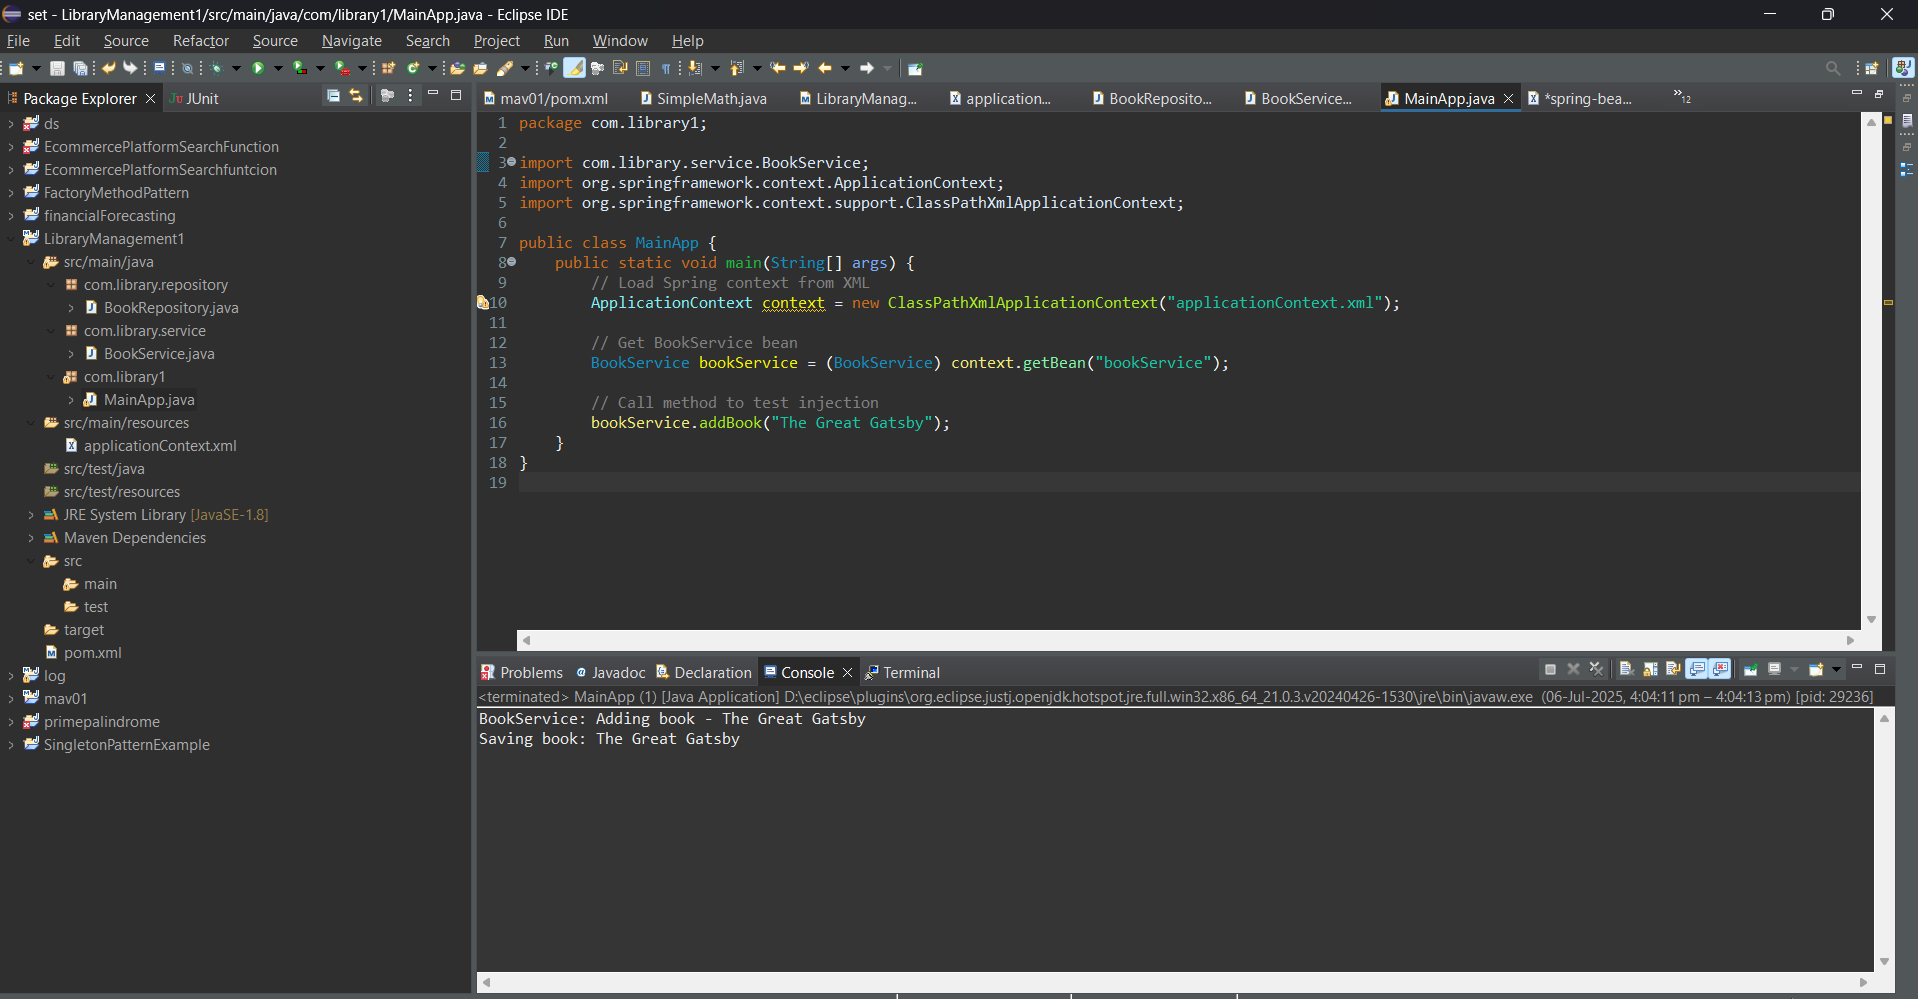 set - LibraryManagement1/src/main/java/com/library1/MainApp.java - Eclipse IDE
File Edit Source Refactor Source Navigate Search Project Run Window Help
Package Explorer
JUnit
ds
EcommercePlatformSearchFunction
EcommercePlatformSearchfuntcion
FactoryMethodPattern
financialForecasting
LibraryManagement1
src/main/java
com.library.repository
BookRepository.java
com.library.service
BookService.java
com.library1
MainApp.java
src/main/resources
applicationContext.xml
src/test/java
src/test/resources
JRE System Library [JavaSE-1.8]
Maven Dependencies
src
main
test
target
pom.xml
log
mav01
primepalindrome
SingletonPatternExample
mav01/pom.xml SimpleMath.java LibraryManag... application... BookReposito... BookService... MainApp.java *spring-bea... »12
1 package com.library1;
2
3 import com.library.service.BookService;
4 import org.springframework.context.ApplicationContext;
5 import org.springframework.context.support.ClassPathXmlApplicationContext;
6
7 public class MainApp {
8     public static void main(String[] args) {
9         // Load Spring context from XML
10         ApplicationContext context = new ClassPathXmlApplicationContext("applicationContext.xml");
11
12         // Get BookService bean
13         BookService bookService = (BookService) context.getBean("bookService");
14
15         // Call method to test injection
16         bookService.addBook("The Great Gatsby");
17     }
18 }
19
Problems Javadoc Declaration Console Terminal
<terminated> MainApp (1) [Java Application] D:\eclipse\plugins\org.eclipse.justj.openjdk.hotspot.jre.full.win32.x86_64_21.0.3.v20240426-1530\jre\bin\javaw.exe (06-Jul-2025, 4:04:11 pm – 4:04:13 pm) [pid: 29236]
BookService: Adding book - The Great Gatsby
Saving book: The Great Gatsby